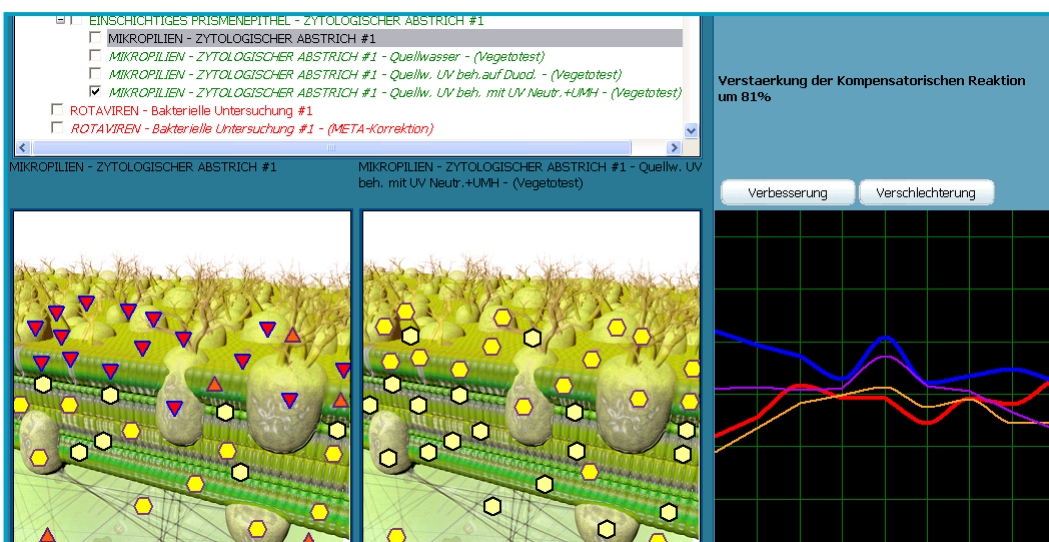 EINSCHICHTIGES PRISMENEPITHEL - ZYTOLOGISCHER ABSTRICH #1
MIKROPILIEN - ZYTOLOGISCHER ABSTRICH #1
MIKROPILIEN - ZYTOLOGISCHER ABSTRICH #1 - Quellwasser - (Vegetotest)
MIKROPILIEN - ZYTOLOGISCHER ABSTRICH #1 - Quellw. UV beh.auf Duod. - (Vegetotest)
MIKROPILIEN - ZYTOLOGISCHER ABSTRICH #1 - Quellw. UV beh. mit UV Neutr.+UMH - (Vegetotest)
ROTAVIREN - Bakterielle Untersuchung #1
ROTAVIREN - Bakterielle Untersuchung #1 - (META-Korrektion)
Verstaerkung der Kompensatorischen Reaktion
um 81%
MIKROPILIEN - ZYTOLOGISCHER ABSTRICH #1
MIKROPILIEN - ZYTOLOGISCHER ABSTRICH #1 - Quellw. UV
beh. mit UV Neutr.+UMH - (Vegetotest)
Verbesserung
Verschlechterung